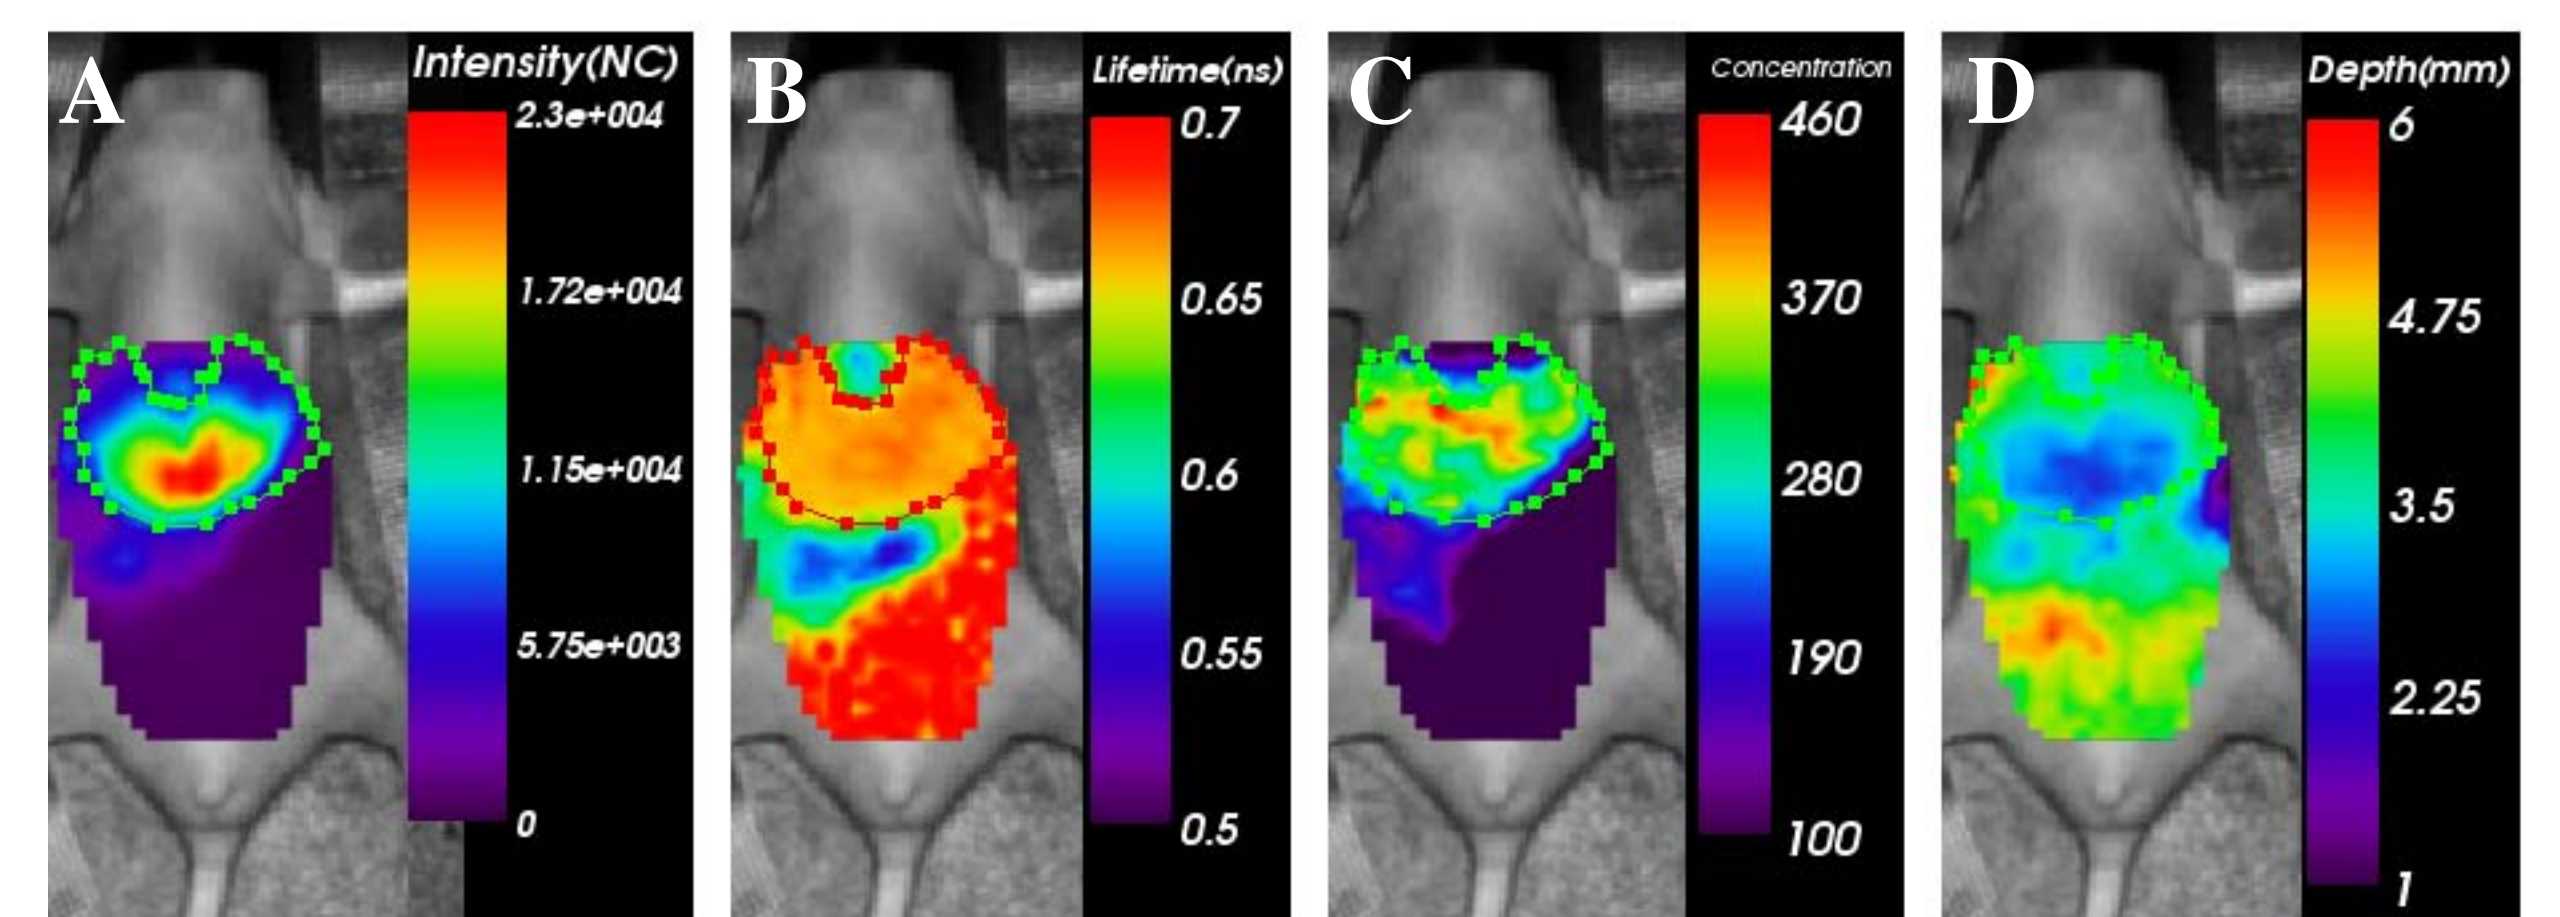 A
Intensity(NC)
2.3e+004
1.72e+004
1.15e+004
5.75e+003
0
B
Lifetime(ns)
0.7
0.65
0.6
0.55
0.5
C
Concentration
460
370
280
190
100
D
Depth(mm)
6
4.75
3.5
2.25
1